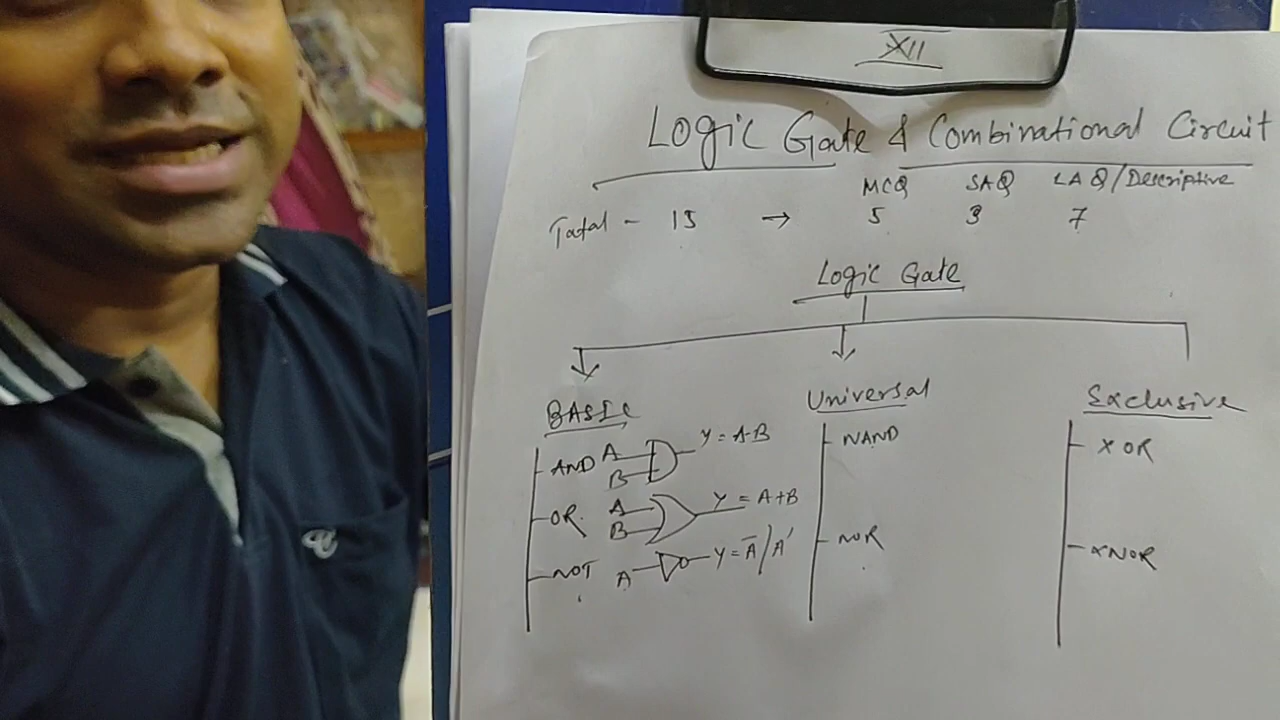 XII
Logic Gate & Combinational Circuit
MCQ SAQ LAQ/Descriptive
Total - 15 → 5 3 7
Logic Gate
BASIC Universal Exclusive
AND A B Y = A·B NAND XOR
OR A B Y = A+B
NOT A Y = A̅/A' NOR XNOR